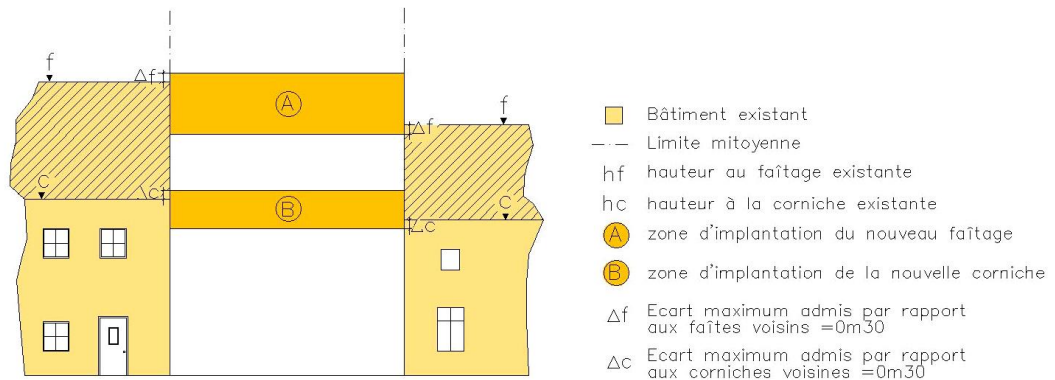 f
Δf
A
f
Δf
C
Δc
B
C
Δc
Bâtiment existant
Limite mitoyenne
hf hauteur au faîtage existante
hc hauteur à la corniche existante
A zone d'implantation du nouveau faîtage
B zone d'implantation de la nouvelle corniche
Δf Ecart maximum admis par rapport
aux faîtes voisins =0m30
Δc Ecart maximum admis par rapport
aux corniches voisines =0m30